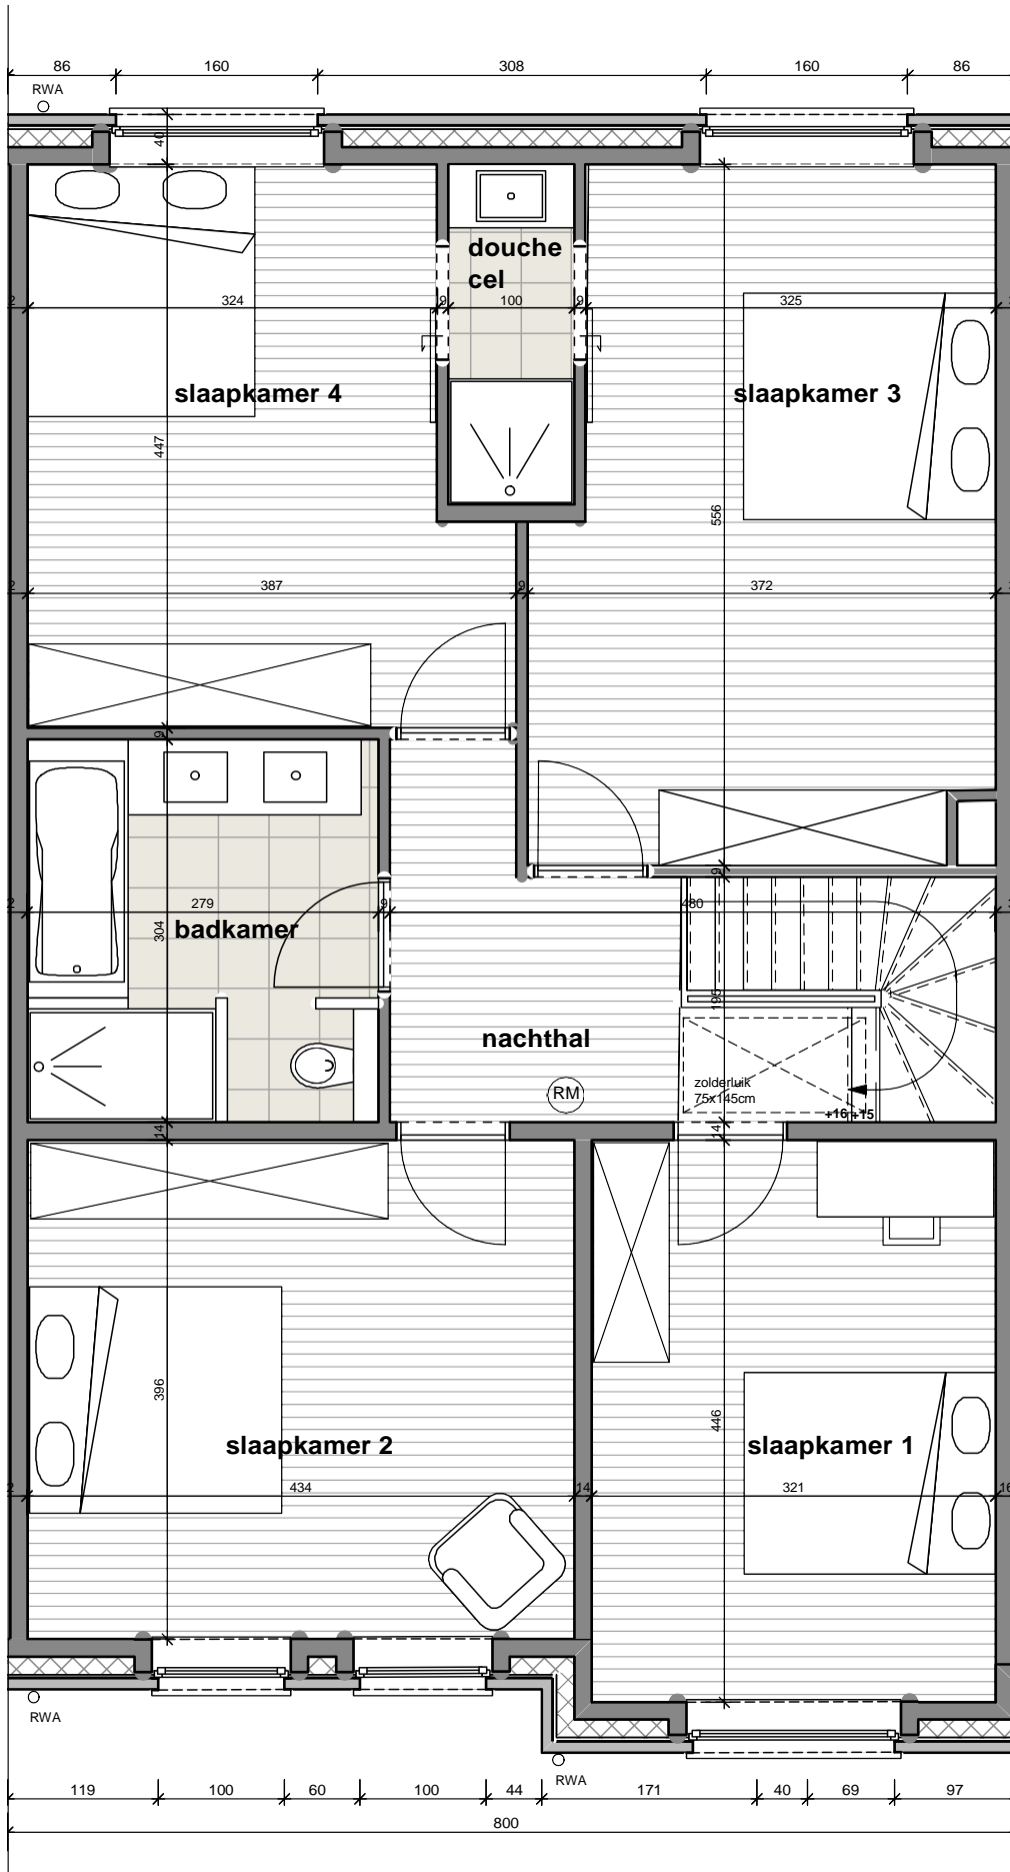 86 160 308 160 86
RWA
40
douche
cel
2 324 9 100 9 325
slaapkamer 4 slaapkamer 3
447
556
2 387 9 372
9
9
2 279 9 480
badkamer
304
195
nachthal
RM
zolderluik
75x145cm
+16 +15
14 14
396
446
slaapkamer 2 slaapkamer 1
2 434 14 321 16
RWA
RWA
119 100 60 100 44 171 40 69 97
800